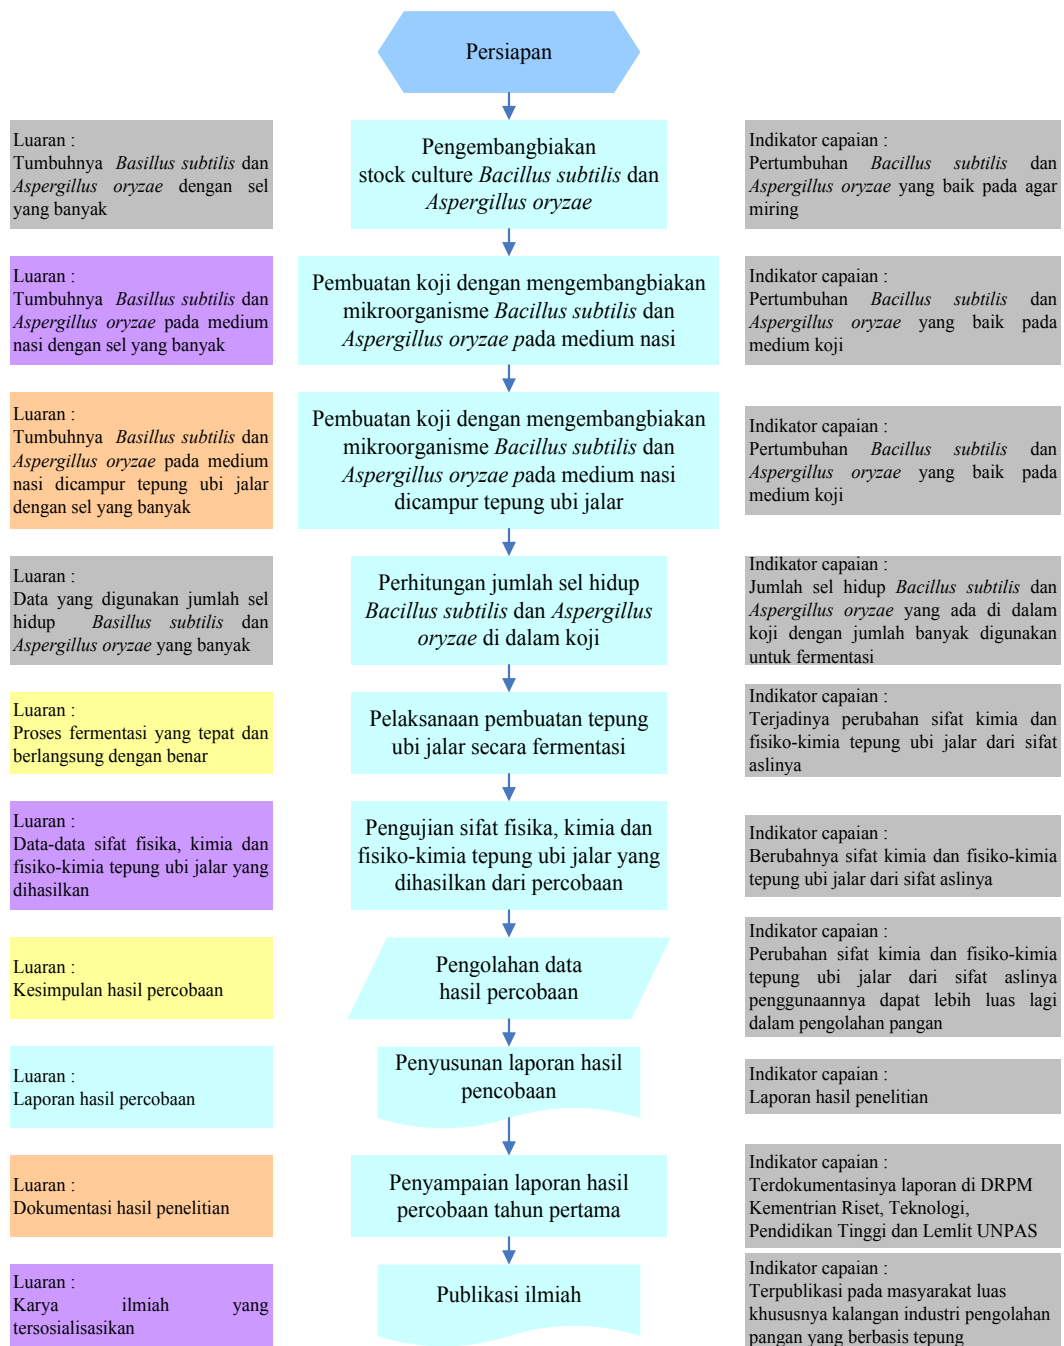 Persiapan
Luaran :
Tumbuhnya Basillus subtilis dan
Aspergillus oryzae dengan sel
yang banyak
Pengembangbiakan
stock culture Bacillus subtilis dan
Aspergillus oryzae
Indikator capaian :
Pertumbuhan Bacillus subtilis dan
Aspergillus oryzae yang baik pada agar
miring
Luaran :
Tumbuhnya Basillus subtilis dan
Aspergillus oryzae pada medium
nasi dengan sel yang banyak
Pembuatan koji dengan mengembangbiakan
mikroorganisme Bacillus subtilis dan
Aspergillus oryzae pada medium nasi
Indikator capaian :
Pertumbuhan Bacillus subtilis dan
Aspergillus oryzae yang baik pada
medium koji
Luaran :
Tumbuhnya Basillus subtilis dan
Aspergillus oryzae pada medium
nasi dicampur tepung ubi jalar
dengan sel yang banyak
Pembuatan koji dengan mengembangbiakan
mikroorganisme Bacillus subtilis dan
Aspergillus oryzae pada medium nasi
dicampur tepung ubi jalar
Indikator capaian :
Pertumbuhan Bacillus subtilis dan
Aspergillus oryzae yang baik pada
medium koji
Luaran :
Data yang digunakan jumlah sel
hidup Basillus subtilis dan
Aspergillus oryzae yang banyak
Perhitungan jumlah sel hidup
Bacillus subtilis dan Aspergillus
oryzae di dalam koji
Indikator capaian :
Jumlah sel hidup Bacillus subtilis dan
Aspergillus oryzae yang ada di dalam
koji dengan jumlah banyak digunakan
untuk fermentasi
Luaran :
Proses fermentasi yang tepat dan
berlangsung dengan benar
Pelaksanaan pembuatan tepung
ubi jalar secara fermentasi
Indikator capaian :
Terjadinya perubahan sifat kimia dan
fisiko-kimia tepung ubi jalar dari sifat
aslinya
Luaran :
Data-data sifat fisika, kimia dan
fisiko-kimia tepung ubi jalar yang
dihasilkan
Pengujian sifat fisika, kimia dan
fisiko-kimia tepung ubi jalar yang
dihasilkan dari percobaan
Indikator capaian :
Berubahnya sifat kimia dan fisiko-kimia
tepung ubi jalar dari sifat aslinya
Luaran :
Kesimpulan hasil percobaan
Pengolahan data
hasil percobaan
Indikator capaian :
Perubahan sifat kimia dan fisiko-kimia
tepung ubi jalar dari sifat aslinya
penggunaannya dapat lebih luas lagi
dalam pengolahan pangan
Luaran :
Laporan hasil percobaan
Penyusunan laporan hasil
pencobaan
Indikator capaian :
Laporan hasil penelitian
Luaran :
Dokumentasi hasil penelitian
Penyampaian laporan hasil
percobaan tahun pertama
Indikator capaian :
Terdokumentasinya laporan di DRPM
Kementrian Riset, Teknologi,
Pendidikan Tinggi dan Lemlit UNPAS
Luaran :
Karya ilmiah yang
tersosialisasikan
Publikasi ilmiah
Indikator capaian :
Terpublikasi pada masyarakat luas
khususnya kalangan industri pengolahan
pangan yang berbasis tepung